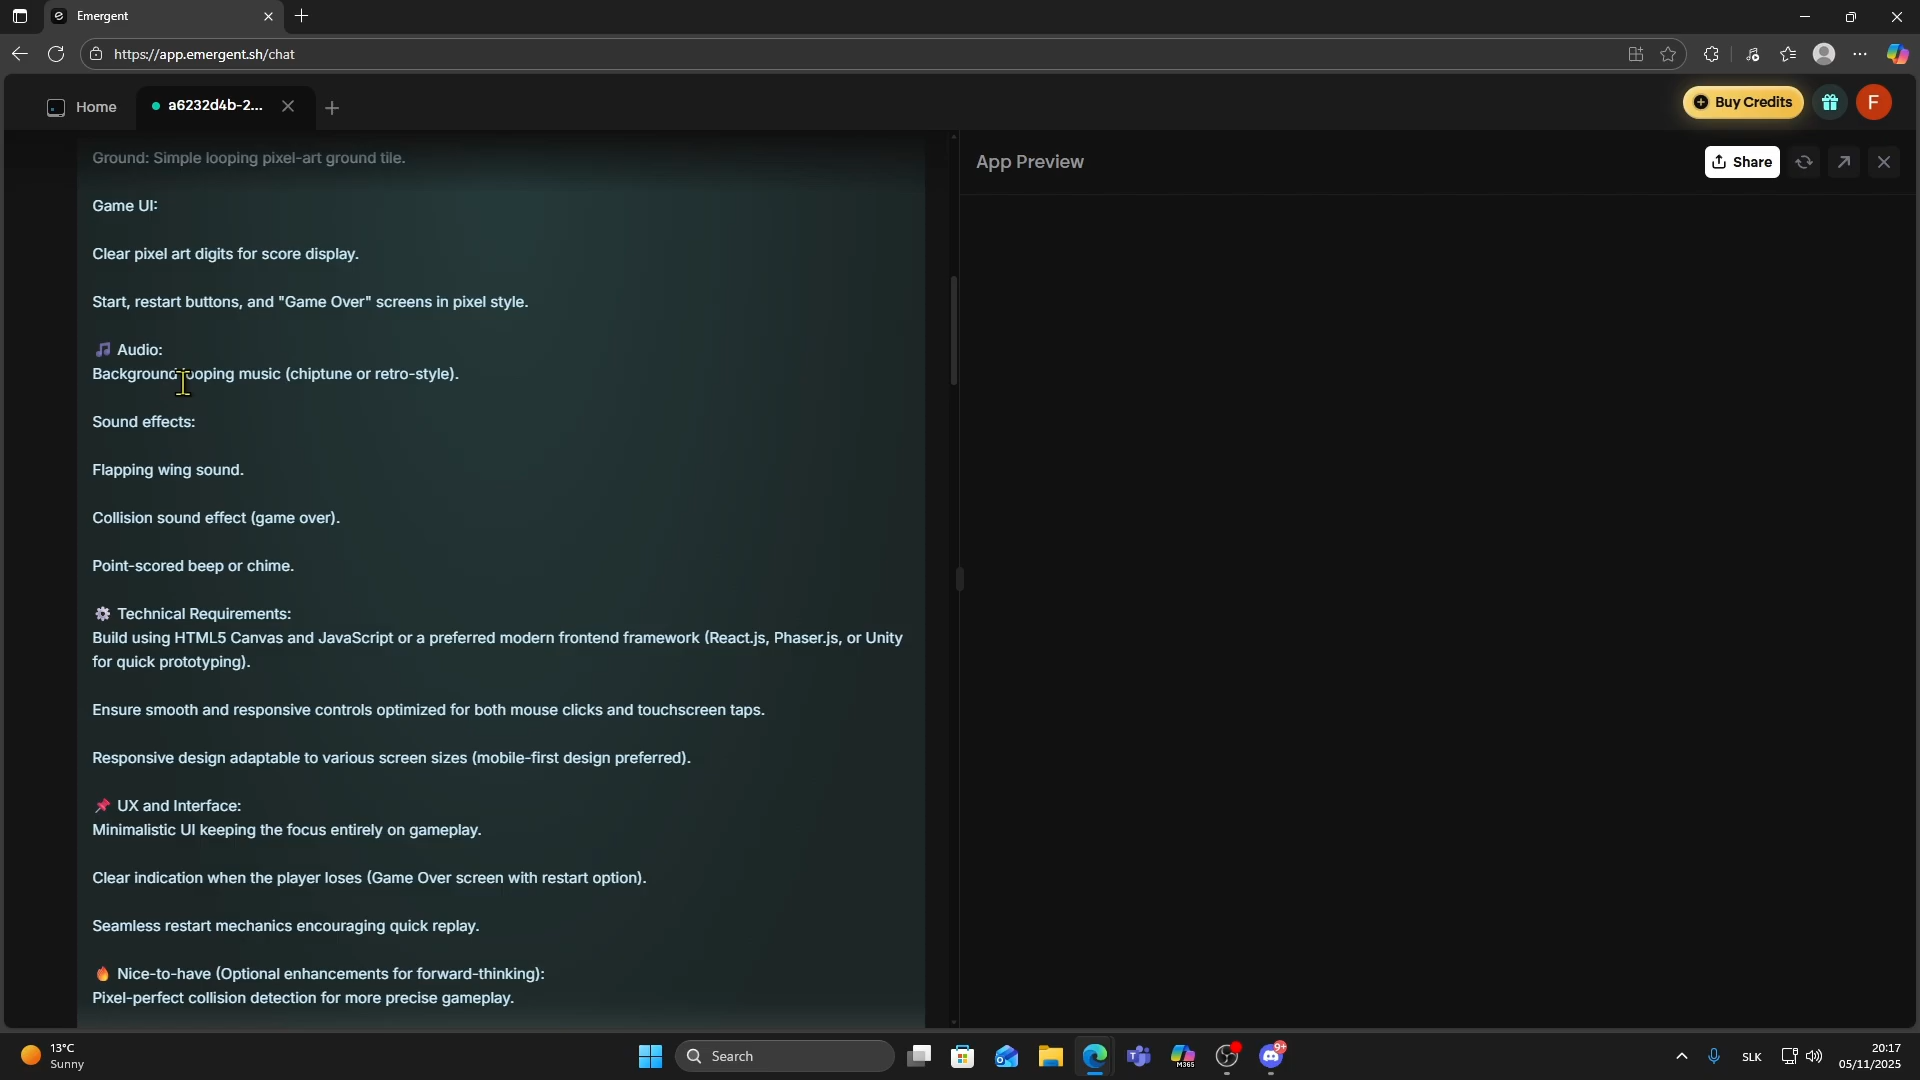 Emergent
https://app.emergent.sh/chat
Home
a6232d4b-2...
Buy Credits
F
Ground: Simple looping pixel-art ground tile.
Game UI:
Clear pixel art digits for score display.
Start, restart buttons, and "Game Over" screens in pixel style.
🎵 Audio:
Background looping music (chiptune or retro-style).
Sound effects:
Flapping wing sound.
Collision sound effect (game over).
Point-scored beep or chime.
⚙️ Technical Requirements:
Build using HTML5 Canvas and JavaScript or a preferred modern frontend framework (React.js, Phaser.js, or Unity
for quick prototyping).
Ensure smooth and responsive controls optimized for both mouse clicks and touchscreen taps.
Responsive design adaptable to various screen sizes (mobile-first design preferred).
📌 UX and Interface:
Minimalistic UI keeping the focus entirely on gameplay.
Clear indication when the player loses (Game Over screen with restart option).
Seamless restart mechanics encouraging quick replay.
🔥 Nice-to-have (Optional enhancements for forward-thinking):
Pixel-perfect collision detection for more precise gameplay.
App Preview
Share
13°C
Sunny
Search
M365
9+
SLK
20:17
05/11/2025